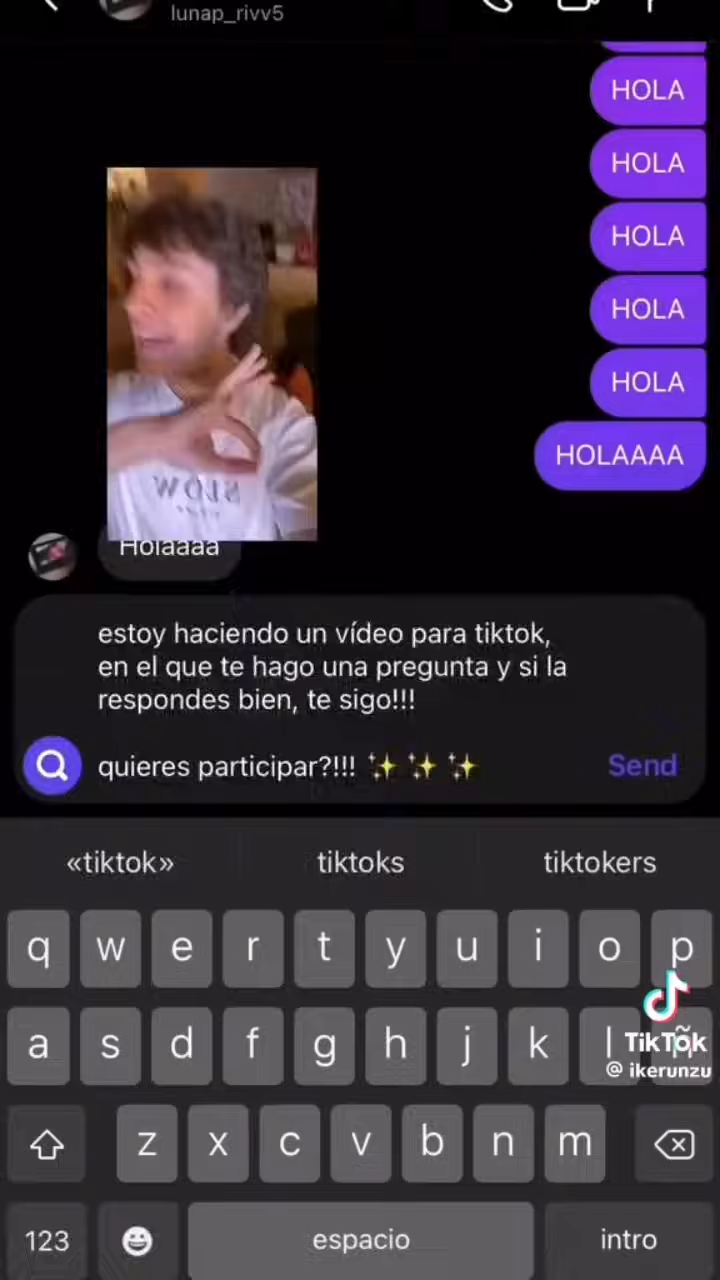 lunap_rivv5
HOLA
HOLA
HOLA
HOLA
HOLA
HOLAAAA
Holaaaa
estoy haciendo un vídeo para tiktok,
en el que te hago una pregunta y si la
respondes bien, te sigo!!!
quieres participar?!!! ✨ ✨ ✨
Send
«tiktok» tiktoks tiktokers
q w e r t y u i o p
a s d f g h j k l ñ
TikTok
@ ikerunzu
z x c v b n m
123 espacio intro
SLOW